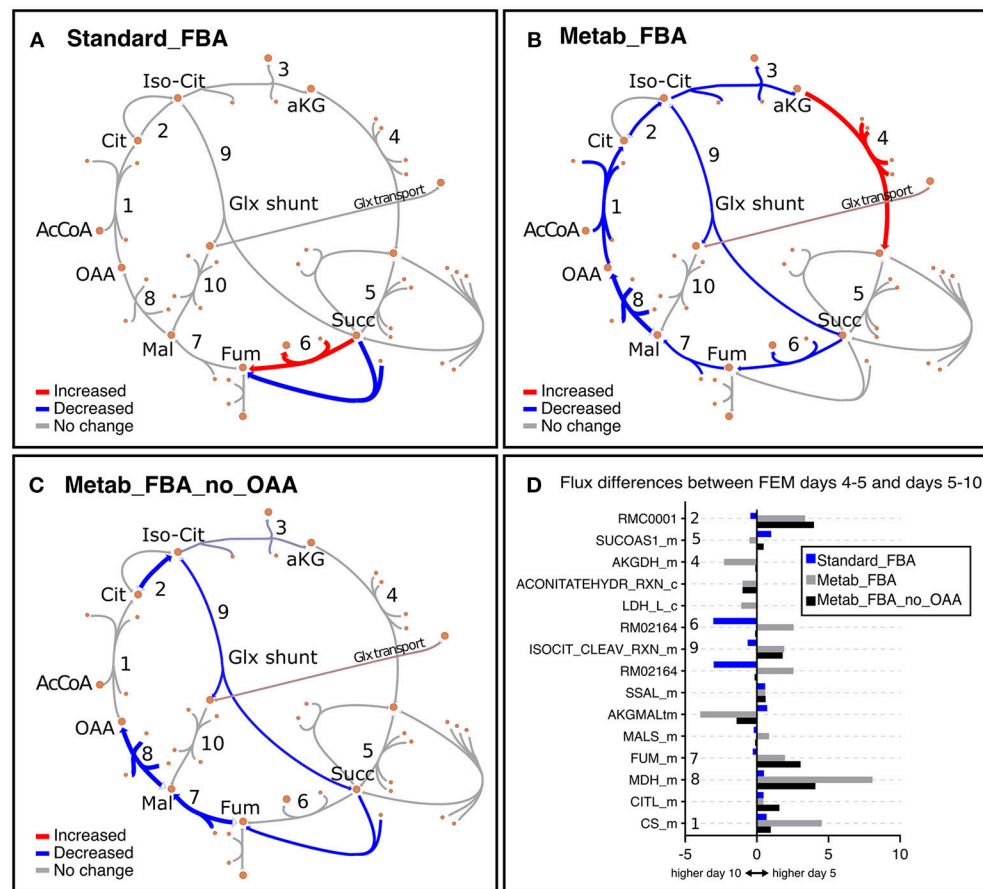 A Standard_FBA
3
Iso-Cit
aKG
2
Cit
4
9
1
Glx shunt
Glx transport
AcCoA
OAA
10
8
5
Succ
7
6
Mal
Fum
Increased
Decreased
No change
B Metab_FBA
3
Iso-Cit
aKG
2
Cit
4
9
1
Glx shunt
Glx transport
AcCoA
OAA
10
8
5
Succ
7
6
Mal
Fum
Increased
Decreased
No change
C Metab_FBA_no_OAA
3
Iso-Cit
aKG
2
Cit
4
9
1
Glx shunt
Glx transport
AcCoA
OAA
10
8
5
Succ
7
6
Mal
Fum
Increased
Decreased
No change
D Flux differences between FEM days 4-5 and days 5-10
RMC0001 2
SUCOAS1_m 5
AKGDH_m 4
ACONITATEHYDR_RXN_c
LDH_L_c
RM02164 6
ISOCIT_CLEAV_RXN_m 9
RM02164
SSAL_m
AKGMALtm
MALS_m
FUM_m 7
MDH_m 8
CITL_m
CS_m 1
Standard_FBA
Metab_FBA
Metab_FBA_no_OAA
-5 0 5 10
higher day 10 higher day 5